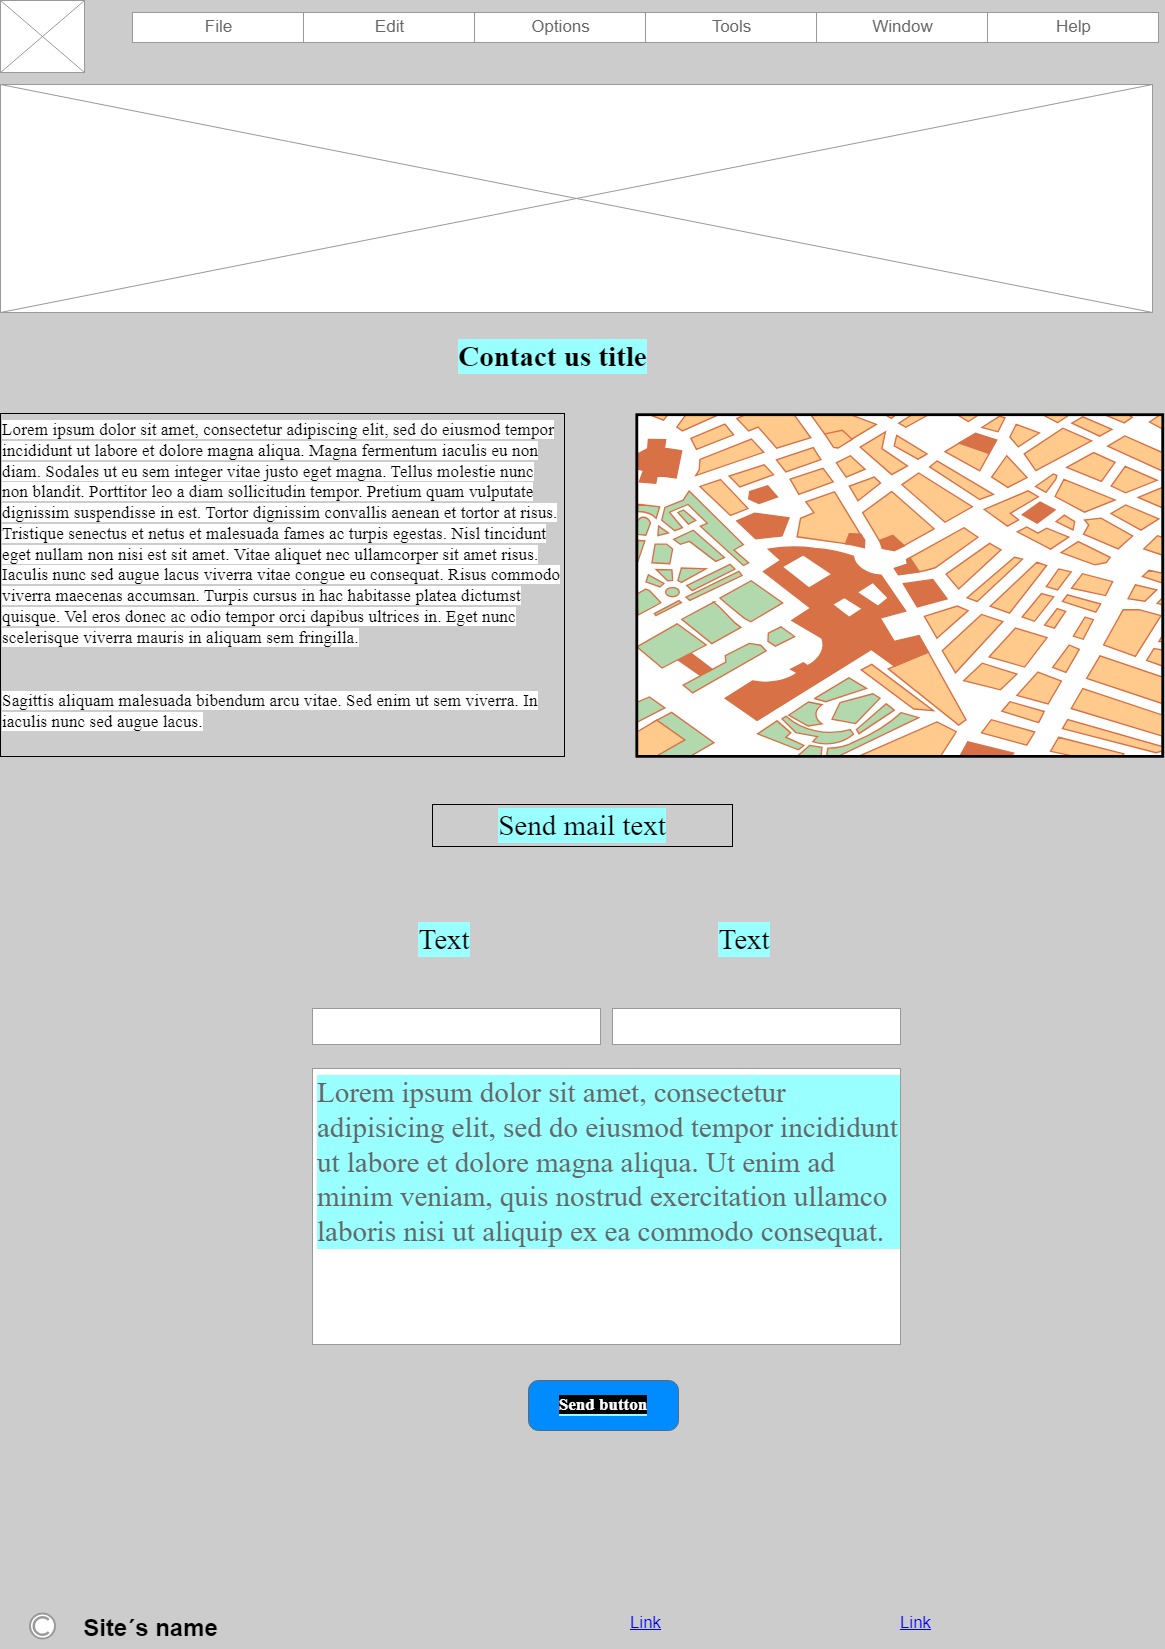 File Edit Options Tools Window Help
Contact us title
Lorem ipsum dolor sit amet, consectetur adipiscing elit, sed do eiusmod tempor
incididunt ut labore et dolore magna aliqua. Magna fermentum iaculis eu non
diam. Sodales ut eu sem integer vitae justo eget magna. Tellus molestie nunc
non blandit. Porttitor leo a diam sollicitudin tempor. Pretium quam vulputate
dignissim suspendisse in est. Tortor dignissim convallis aenean et tortor at risus.
Tristique senectus et netus et malesuada fames ac turpis egestas. Nisl tincidunt
eget nullam non nisi est sit amet. Vitae aliquet nec ullamcorper sit amet risus.
Iaculis nunc sed augue lacus viverra vitae congue eu consequat. Risus commodo
viverra maecenas accumsan. Turpis cursus in hac habitasse platea dictumst
quisque. Vel eros donec ac odio tempor orci dapibus ultrices in. Eget nunc
scelerisque viverra mauris in aliquam sem fringilla.
Sagittis aliquam malesuada bibendum arcu vitae. Sed enim ut sem viverra. In
iaculis nunc sed augue lacus.
Send mail text
Text Text
Lorem ipsum dolor sit amet, consectetur
adipisicing elit, sed do eiusmod tempor incididunt
ut labore et dolore magna aliqua. Ut enim ad
minim veniam, quis nostrud exercitation ullamco
laboris nisi ut aliquip ex ea commodo consequat.
Send button
© Site´s name Link Link